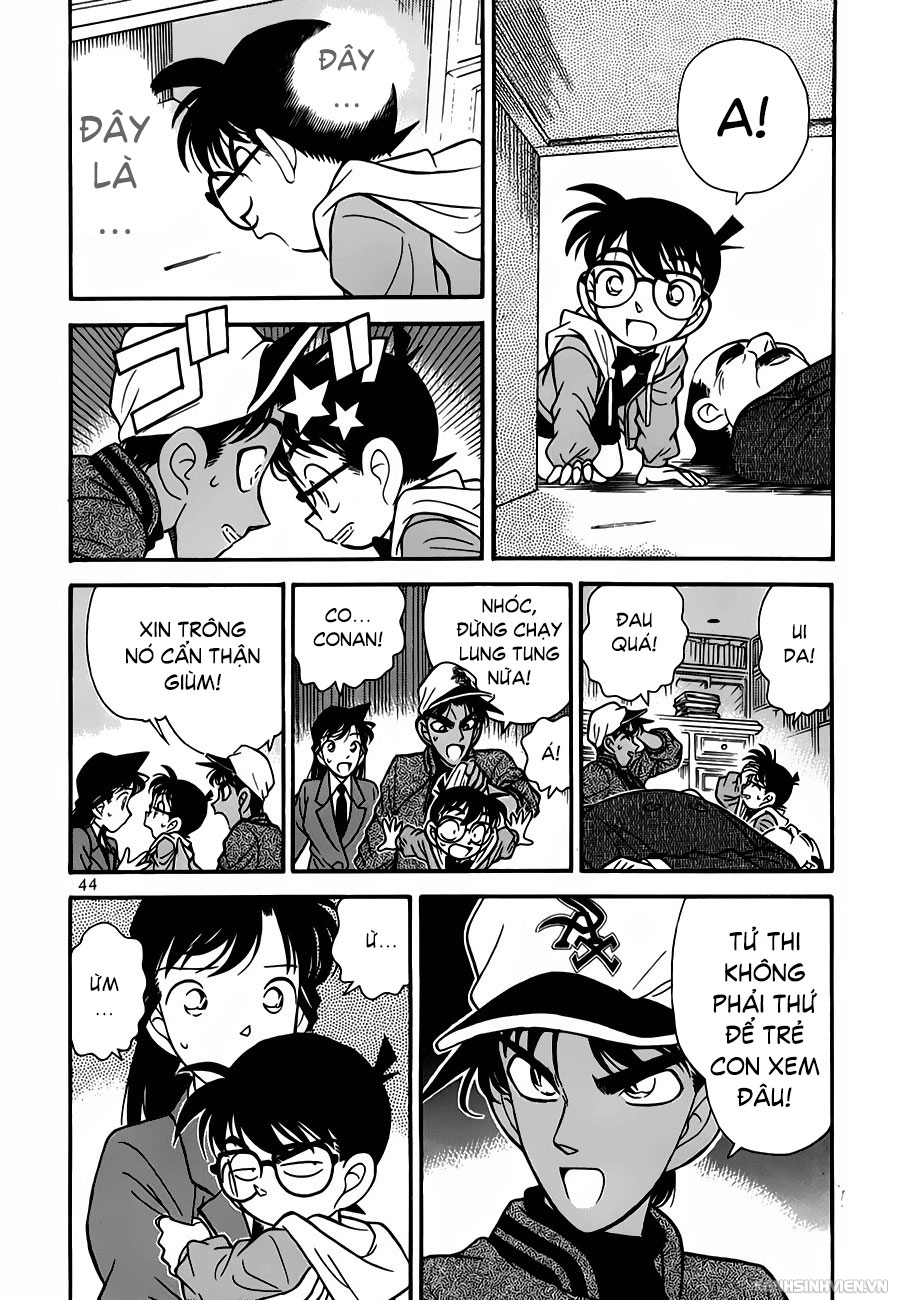 A!
ĐÂY
...
ĐÂY
LÀ
...
UI
DA!
ĐAU
QUÁ!
NHÓC,
ĐỪNG CHẠY
LUNG TUNG
NỮA!
Á!
CO...
CONAN!
XIN TRÔNG
NÓ CẨN THẬN
GIÙM!
44
TỬ THI
KHÔNG
PHẢI THỨ
ĐỂ TRẺ
CON XEM
ĐÂU!
Ừ...
ỪM
...